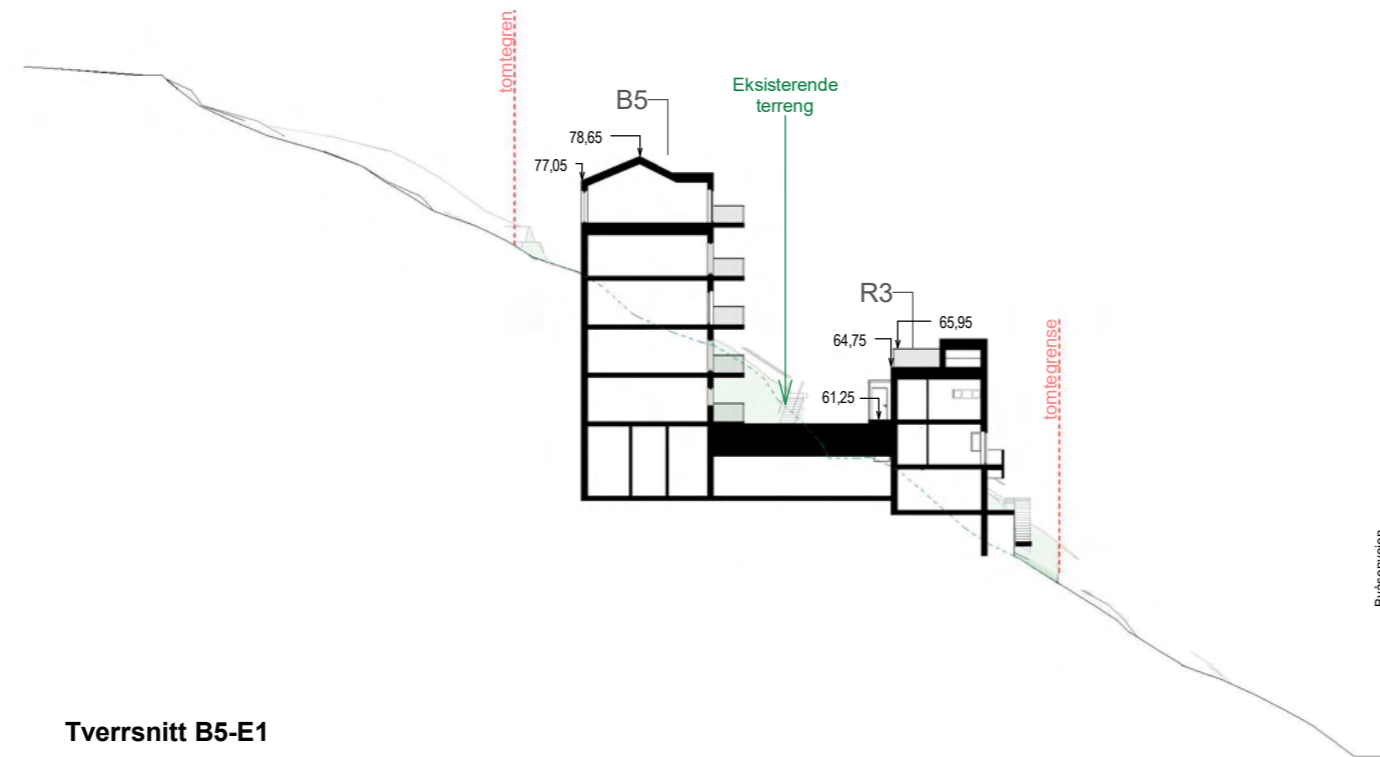 tomtegren
B5
Eksisterende
terreng
78,65
77,05
R3
65,95
64,75
61,25
tomtegrense
Tverrsnitt B5-E1